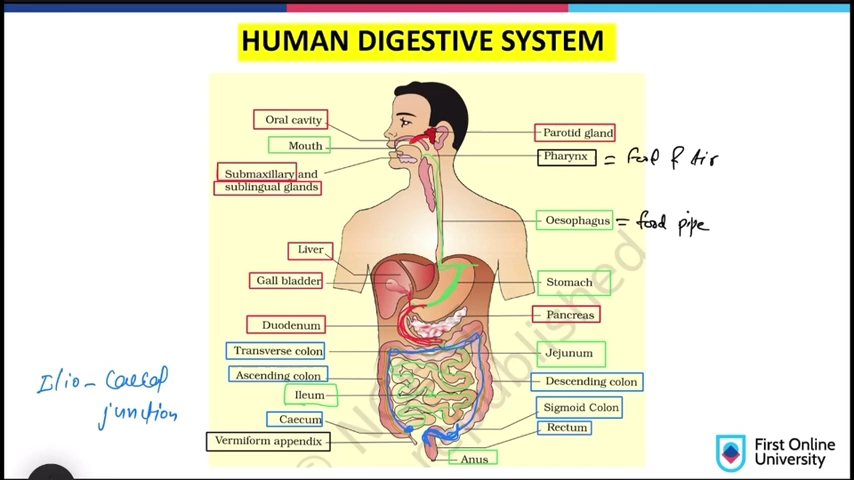 HUMAN DIGESTIVE SYSTEM
Oral cavity
Mouth
Submaxillary and
sublingual glands
Parotid gland
Pharynx
= food & Air
Oesophagus
= food pipe
Liver
Gall bladder
Stomach
Duodenum
Pancreas
Transverse colon
Jejunum
Ascending colon
Descending colon
Ileum
Sigmoid Colon
Caecum
Rectum
Vermiform appendix
Anus
Ilio - Caecal
junction
First Online
University